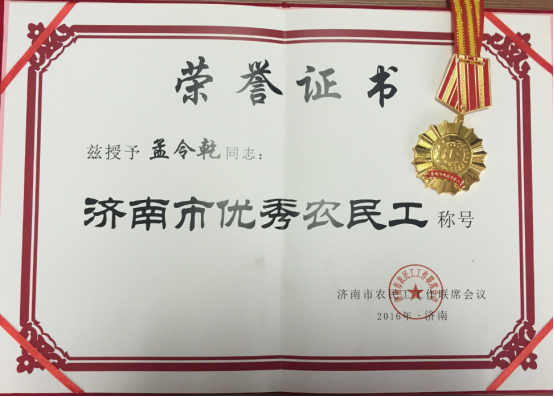 荣誉证书
兹授予 孟令乾 同志：
济南市优秀农民工 称号
济南市农民工工作联席会议
2016年·济南